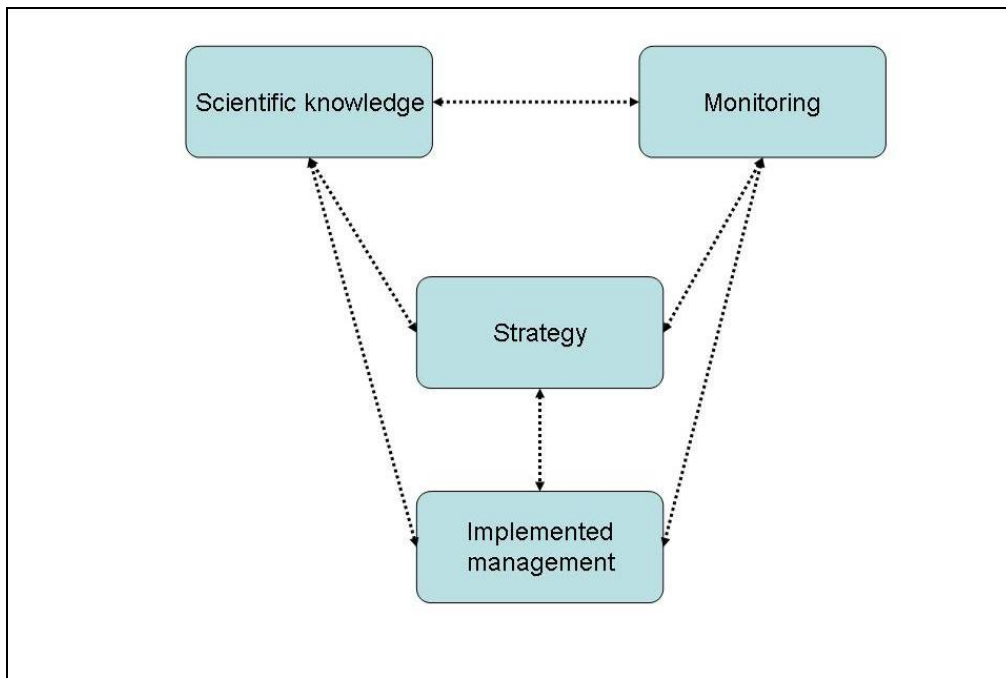 Scientific knowledge
Monitoring
Strategy
Implemented
management